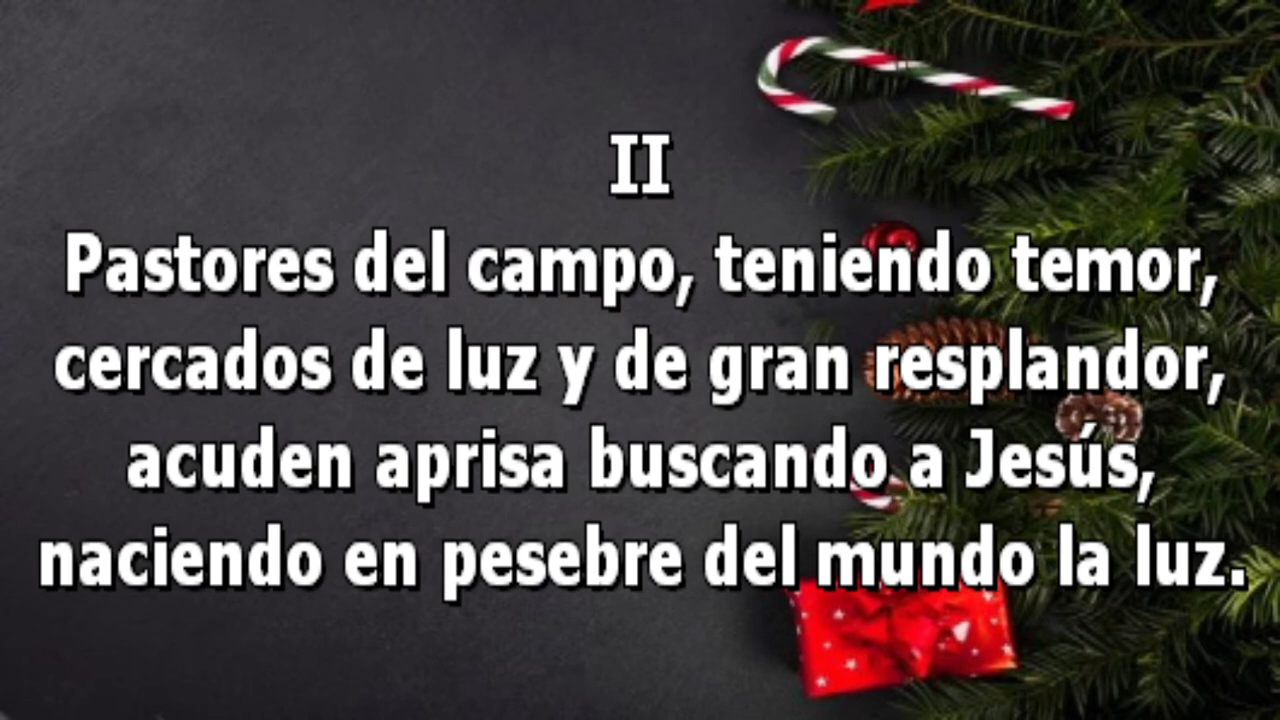 II
Pastores del campo, teniendo temor,
cercados de luz y de gran resplandor,
acuden aprisa buscando a Jesús,
naciendo en pesebre del mundo la luz.